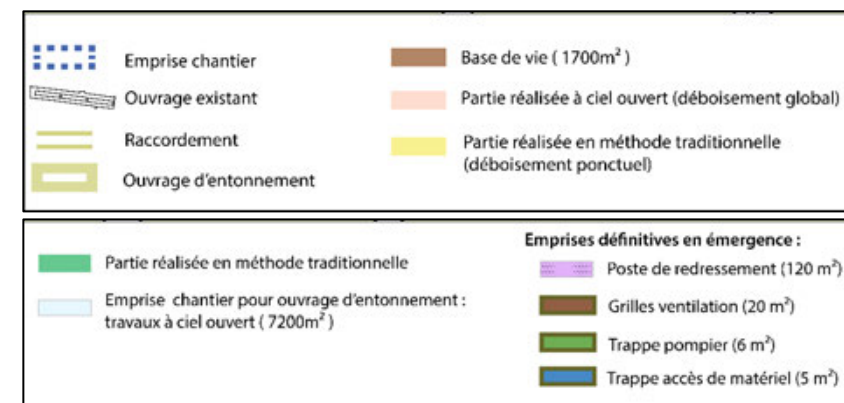 Emprise chantier
Ouvrage existant
Raccordement
Ouvrage d'entonnement
Base de vie ( 1700m² )
Partie réalisée à ciel ouvert (déboisement global)
Partie réalisée en méthode traditionnelle
(déboisement ponctuel)
Partie réalisée en méthode traditionnelle
Emprise chantier pour ouvrage d'entonnement :
travaux à ciel ouvert ( 7200m² )
Emprises définitives en émergence :
Poste de redressement (120 m²)
Grilles ventilation (20 m²)
Trappe pompier (6 m²)
Trappe accès de matériel (5 m²)